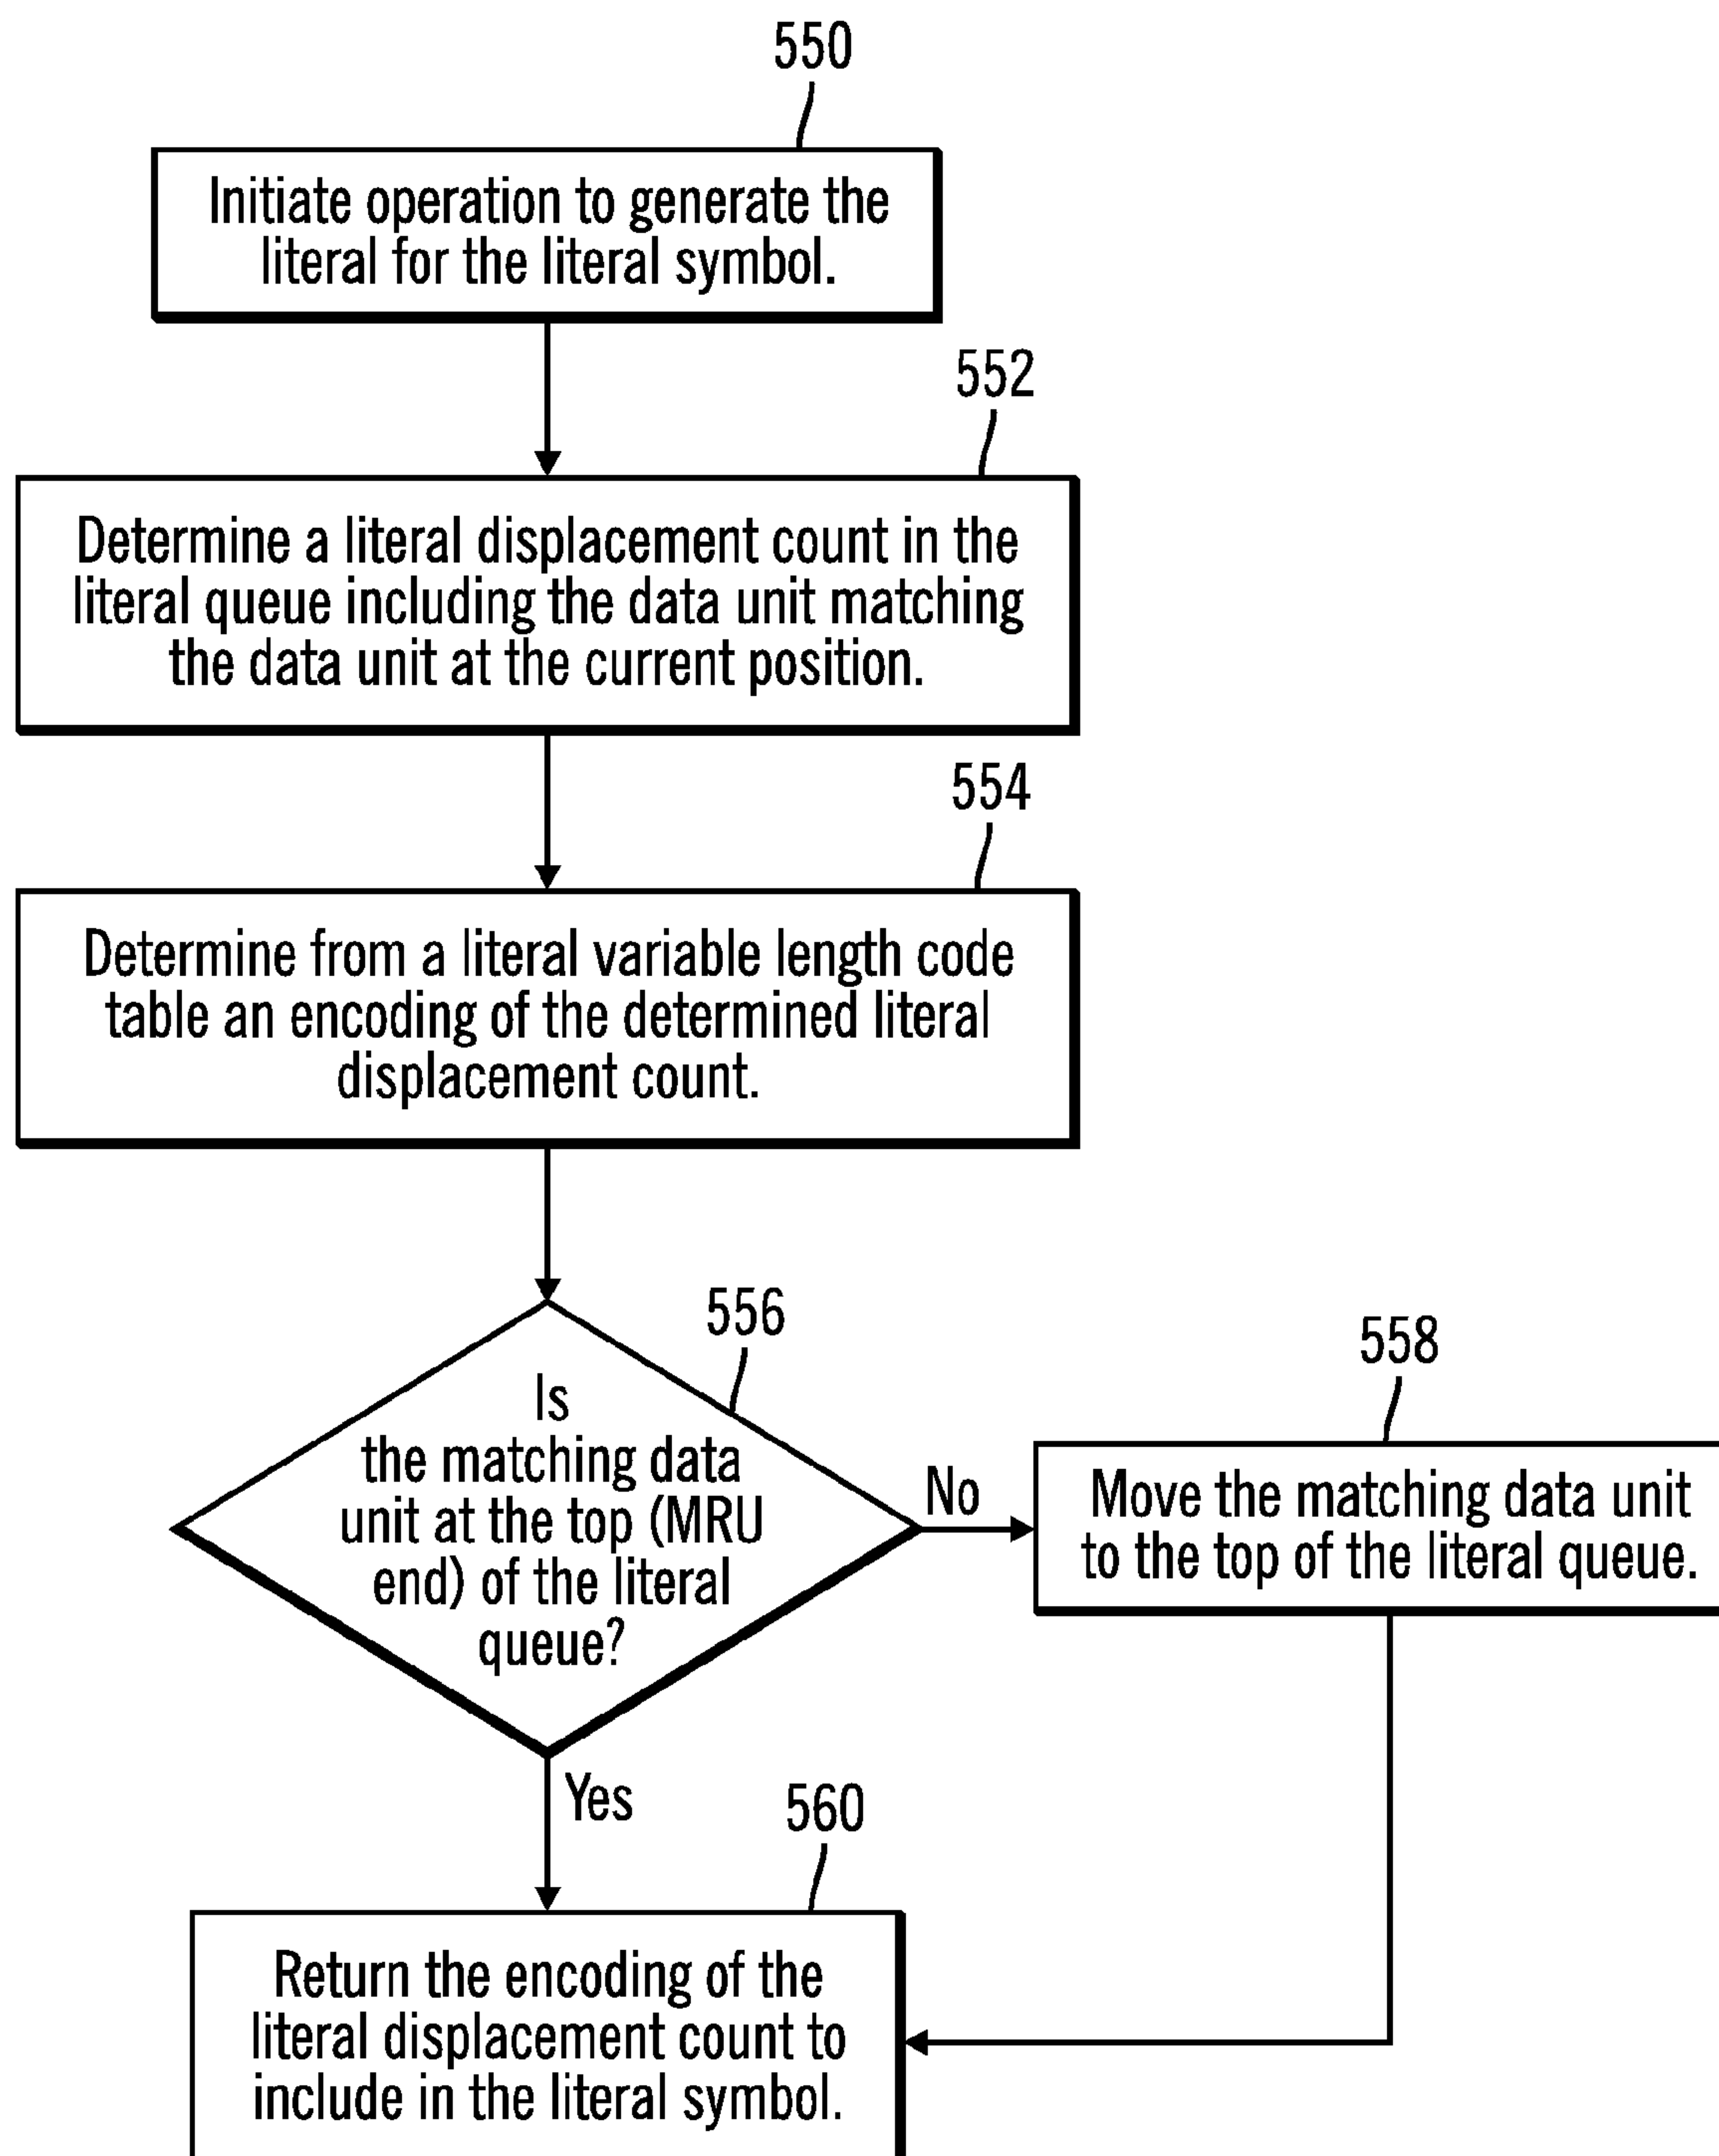 550
Initiate operation to generate the
literal for the literal symbol.
552
Determine a literal displacement count in the
literal queue including the data unit matching
the data unit at the current position.
554
Determine from a literal variable length code
table an encoding of the determined literal
displacement count.
556
Is
the matching data
unit at the top (MRU
end) of the literal
queue?
No
558
Move the matching data unit
to the top of the literal queue.
Yes
560
Return the encoding of the
literal displacement count to
include in the literal symbol.